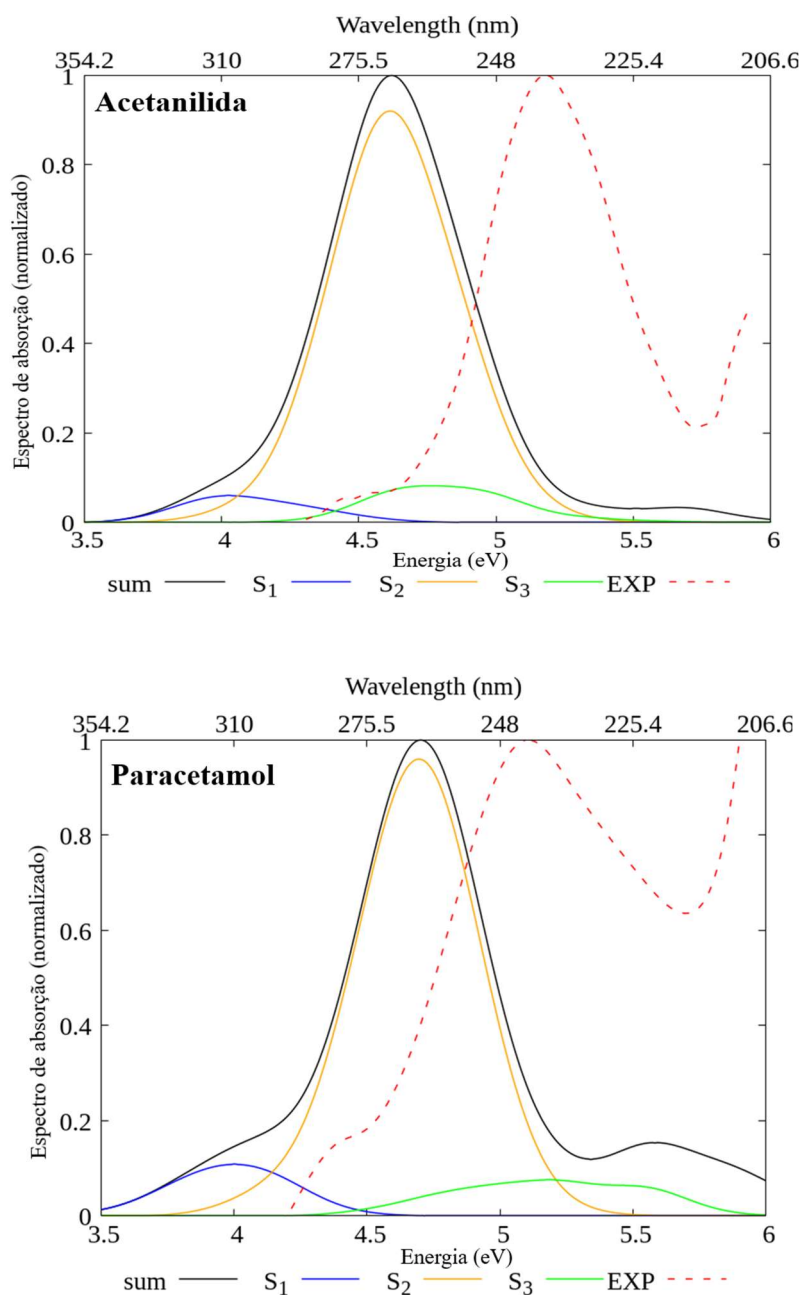 Wavelength (nm)
354.2 310 275.5 248 225.4 206.6
Acetanilida
Espectro de absorção (normalizado)
1
0.8
0.6
0.4
0.2
0
3.5 4 4.5 5 5.5 6
Energia (eV)
sum S1 S2 S3 EXP
Wavelength (nm)
354.2 310 275.5 248 225.4 206.6
Paracetamol
Espectro de absorção (normalizado)
1
0.8
0.6
0.4
0.2
0
3.5 4 4.5 5 5.5 6
Energia (eV)
sum S1 S2 S3 EXP